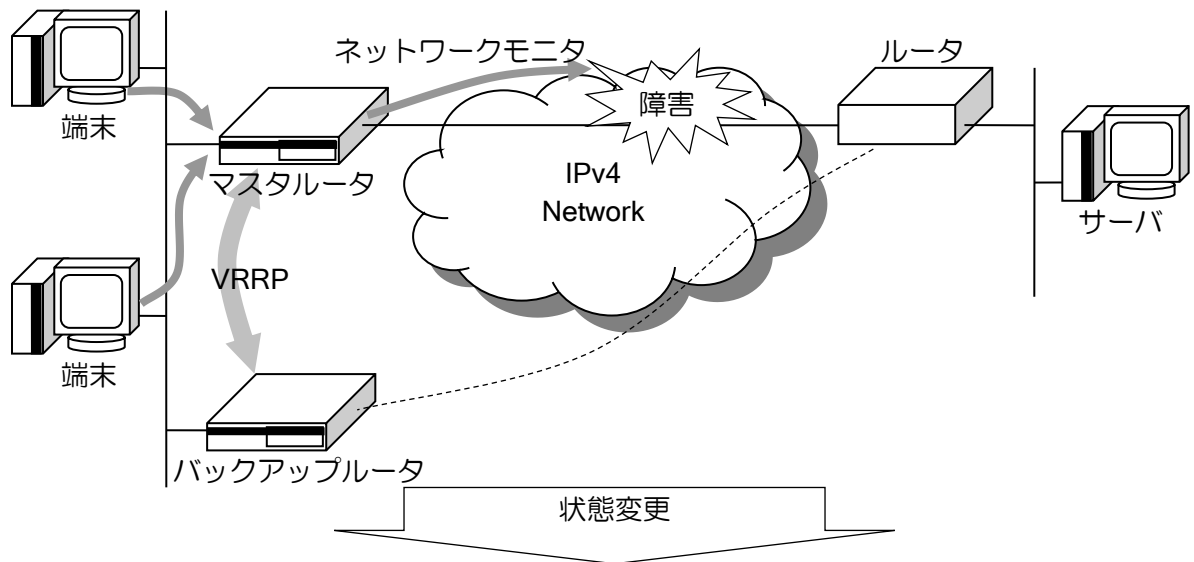 ネットワークモニタ
ルータ
障害
端末
マスタルータ
IPv4
Network
サーバ
VRRP
端末
バックアップルータ
状態変更